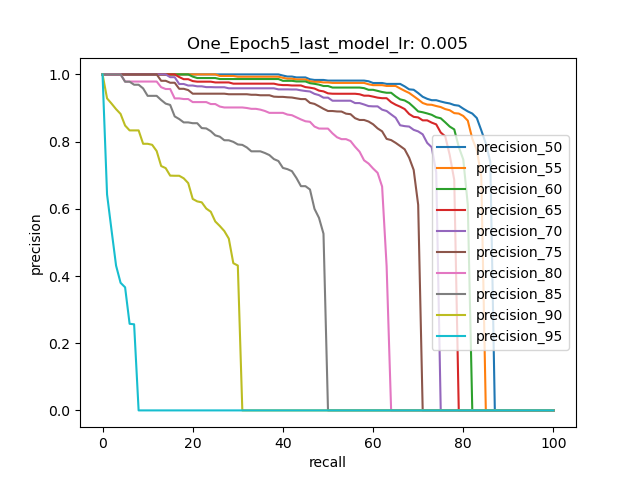 One_Epoch5_last_model_lr: 0.005
1.0
0.8
0.6
0.4
0.2
0.0
precision
precision_50
precision_55
precision_60
precision_65
precision_70
precision_75
precision_80
precision_85
precision_90
precision_95
0 20 40 60 80 100
recall